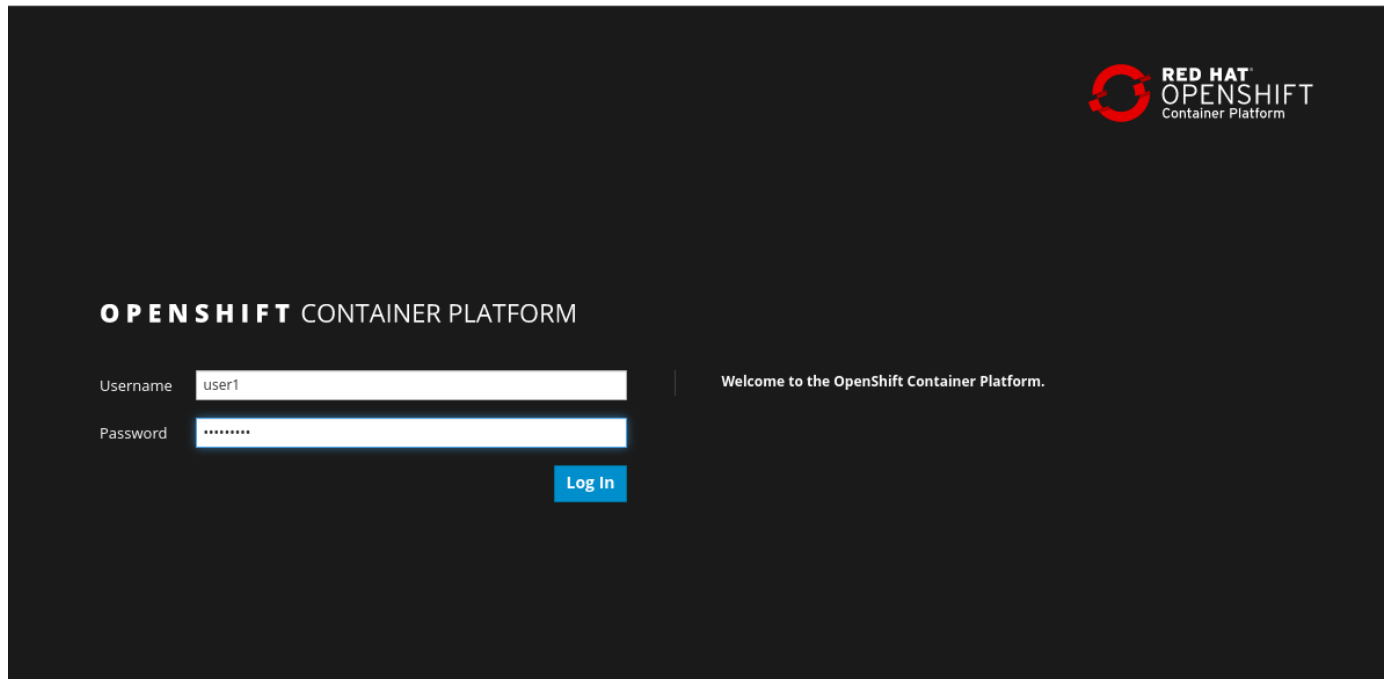 RED HAT®
OPENSHIFT
Container Platform
OPENSHIFT CONTAINER PLATFORM
Username user1
Welcome to the OpenShift Container Platform.
Password •••••••••
Log In